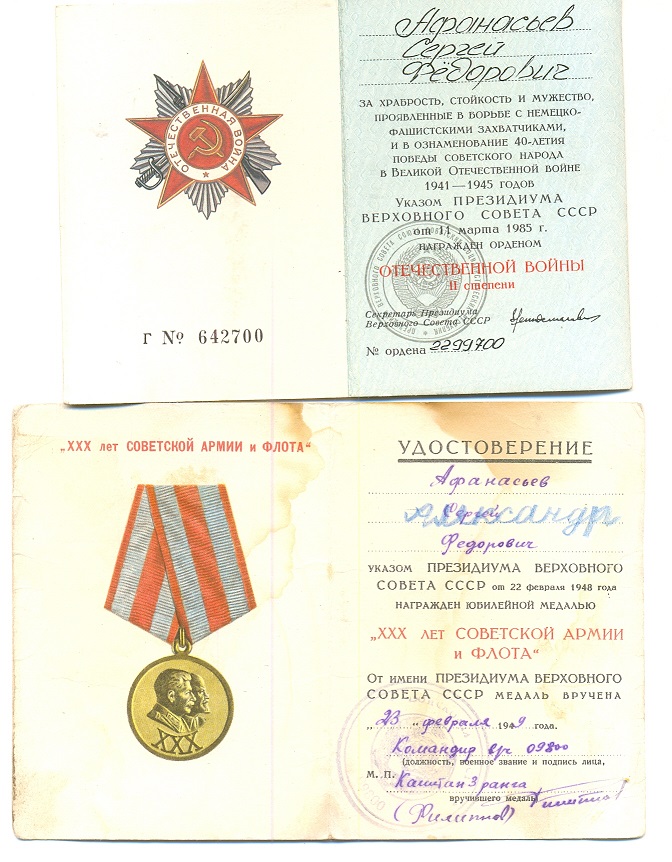 ОТЕЧЕСТВЕННАЯ ВОЙНА
Г № 642700
Афанасьев
Сергей
Фёдорович
ЗА ХРАБРОСТЬ, СТОЙКОСТЬ И МУЖЕСТВО,
ПРОЯВЛЕННЫЕ В БОРЬБЕ С НЕМЕЦКО-
ФАШИСТСКИМИ ЗАХВАТЧИКАМИ,
И В ОЗНАМЕНОВАНИЕ 40-ЛЕТИЯ
ПОБЕДЫ СОВЕТСКОГО НАРОДА
В ВЕЛИКОЙ ОТЕЧЕСТВЕННОЙ ВОЙНЕ
1941—1945 ГОДОВ
Указом ПРЕЗИДИУМА
ВЕРХОВНОГО СОВЕТА СССР
от 11 марта 1985 г.
НАГРАЖДЕН ОРДЕНОМ
ОТЕЧЕСТВЕННОЙ ВОЙНЫ
II степени
Секретарь Президиума
Верховного Совета СССР
№ ордена 2299700
„XXX лет СОВЕТСКОЙ АРМИИ и ФЛОТА“
XXX
УДОСТОВЕРЕНИЕ
Афанасьев
Сергей
Александр
Федорович
УКАЗОМ ПРЕЗИДИУМА ВЕРХОВНОГО
СОВЕТА СССР от 22 февраля 1948 года
НАГРАЖДЕН ЮБИЛЕЙНОЙ МЕДАЛЬЮ
„XXX ЛЕТ СОВЕТСКОЙ АРМИИ
и ФЛОТА“
От имени ПРЕЗИДИУМА ВЕРХОВНОГО
СОВЕТА СССР МЕДАЛЬ ВРУЧЕНА
„23„ февраля 1949 года.
Командир в/ч 09800
(должность, военное звание и подпись лица,
М. П. Капитан 3 ранга
вручившего медаль)
(Филиппов)